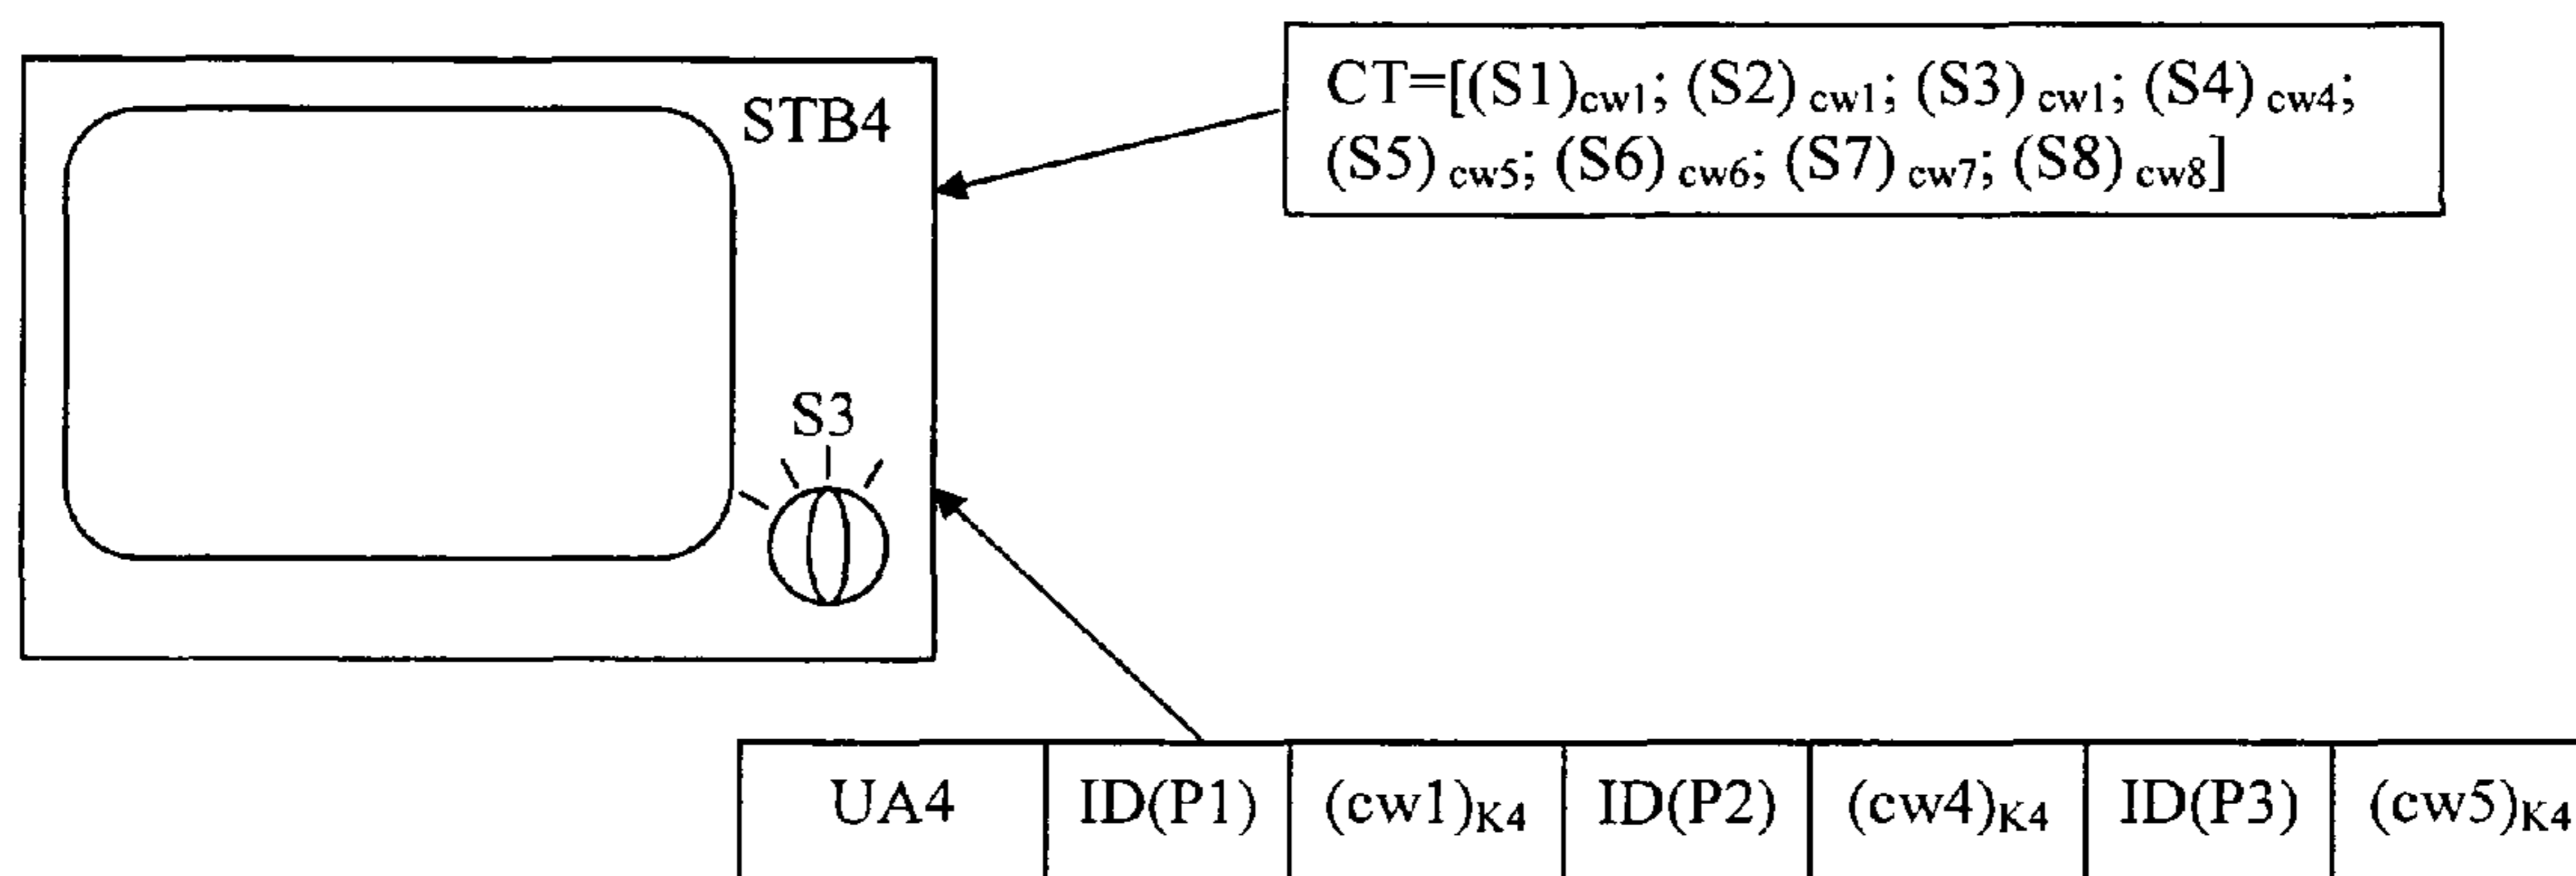 STB4
CT=[(S1)cw1; (S2) cw1; (S3) cw1; (S4) cw4;
(S5) cw5; (S6) cw6; (S7) cw7; (S8) cw8]
S3
UA4 ID(P1) (cw1)K4 ID(P2) (cw4)K4 ID(P3) (cw5)K4